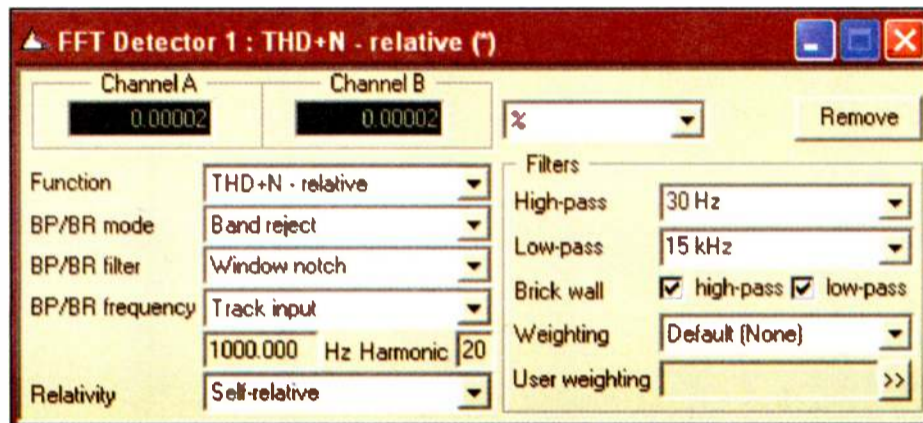 FFT Detector 1 : THD+N - relative (*)
Channel A
Channel B
0.00002
0.00002
%
Remove
Function
THD+N - relative
BP/BR mode
Band reject
BP/BR filter
Window notch
BP/BR frequency
Track input
1000.000 Hz Harmonic 20
Relativity
Self-relative
Filters
High-pass
30 Hz
Low-pass
15 kHz
Brick wall
high-pass
low-pass
Weighting
Default (None)
User weighting
>>